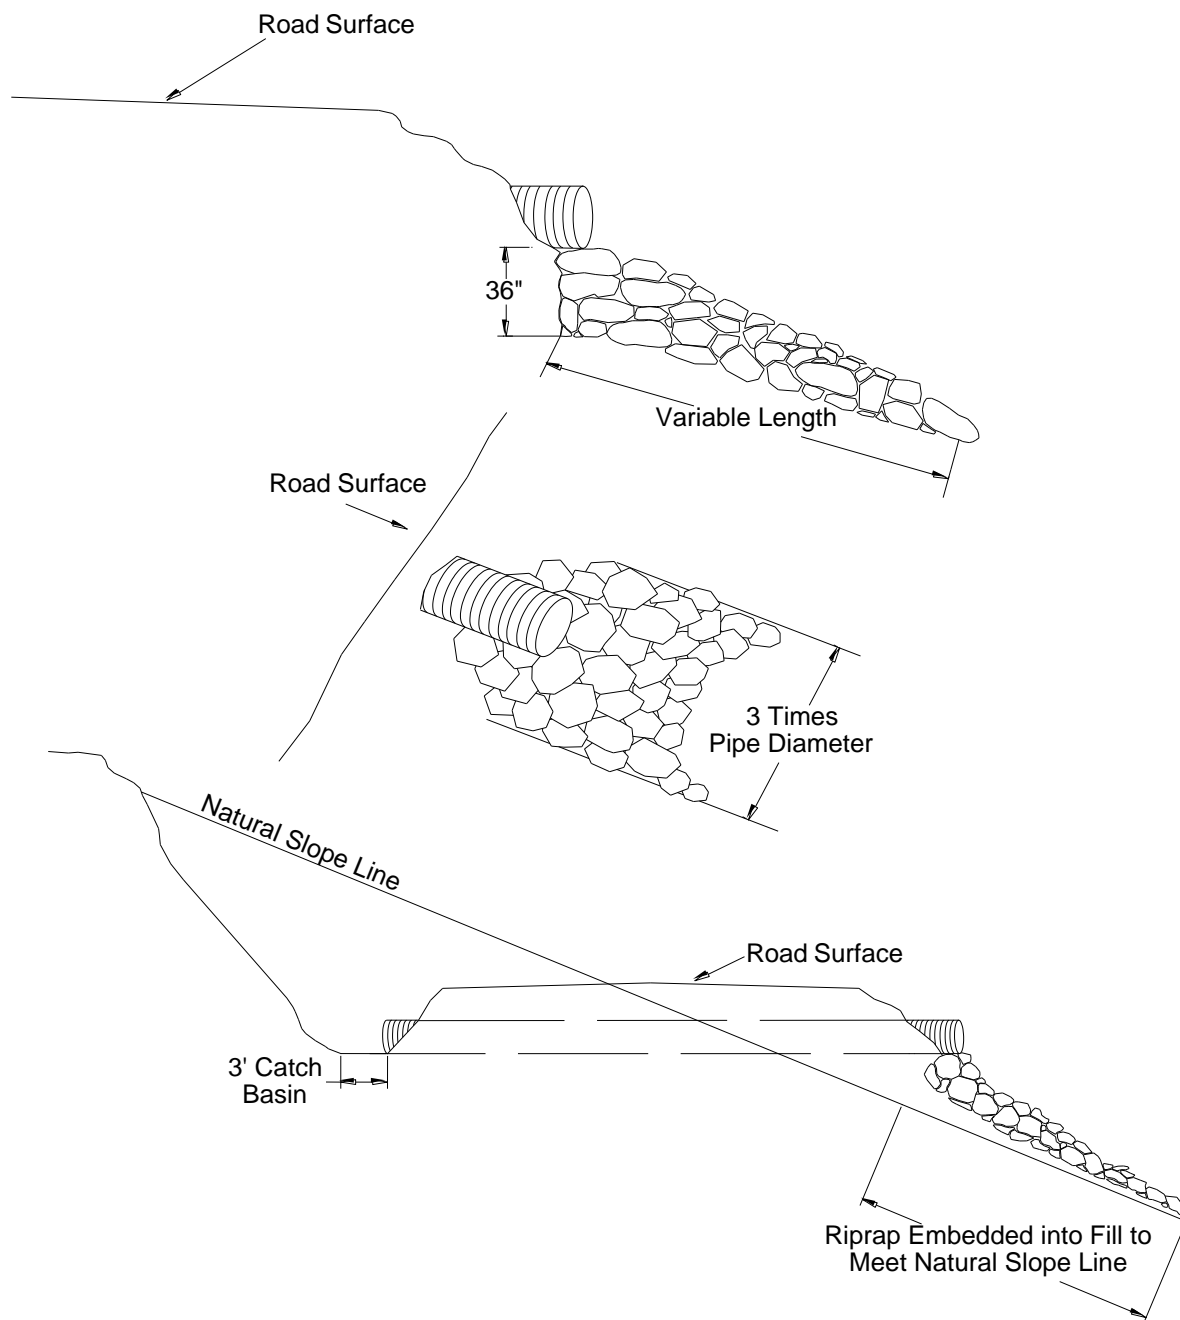 Road Surface
36"
Variable Length
Road Surface
3 Times
Pipe Diameter
Natural Slope Line
Road Surface
3' Catch
Basin
Riprap Embedded into Fill to
Meet Natural Slope Line